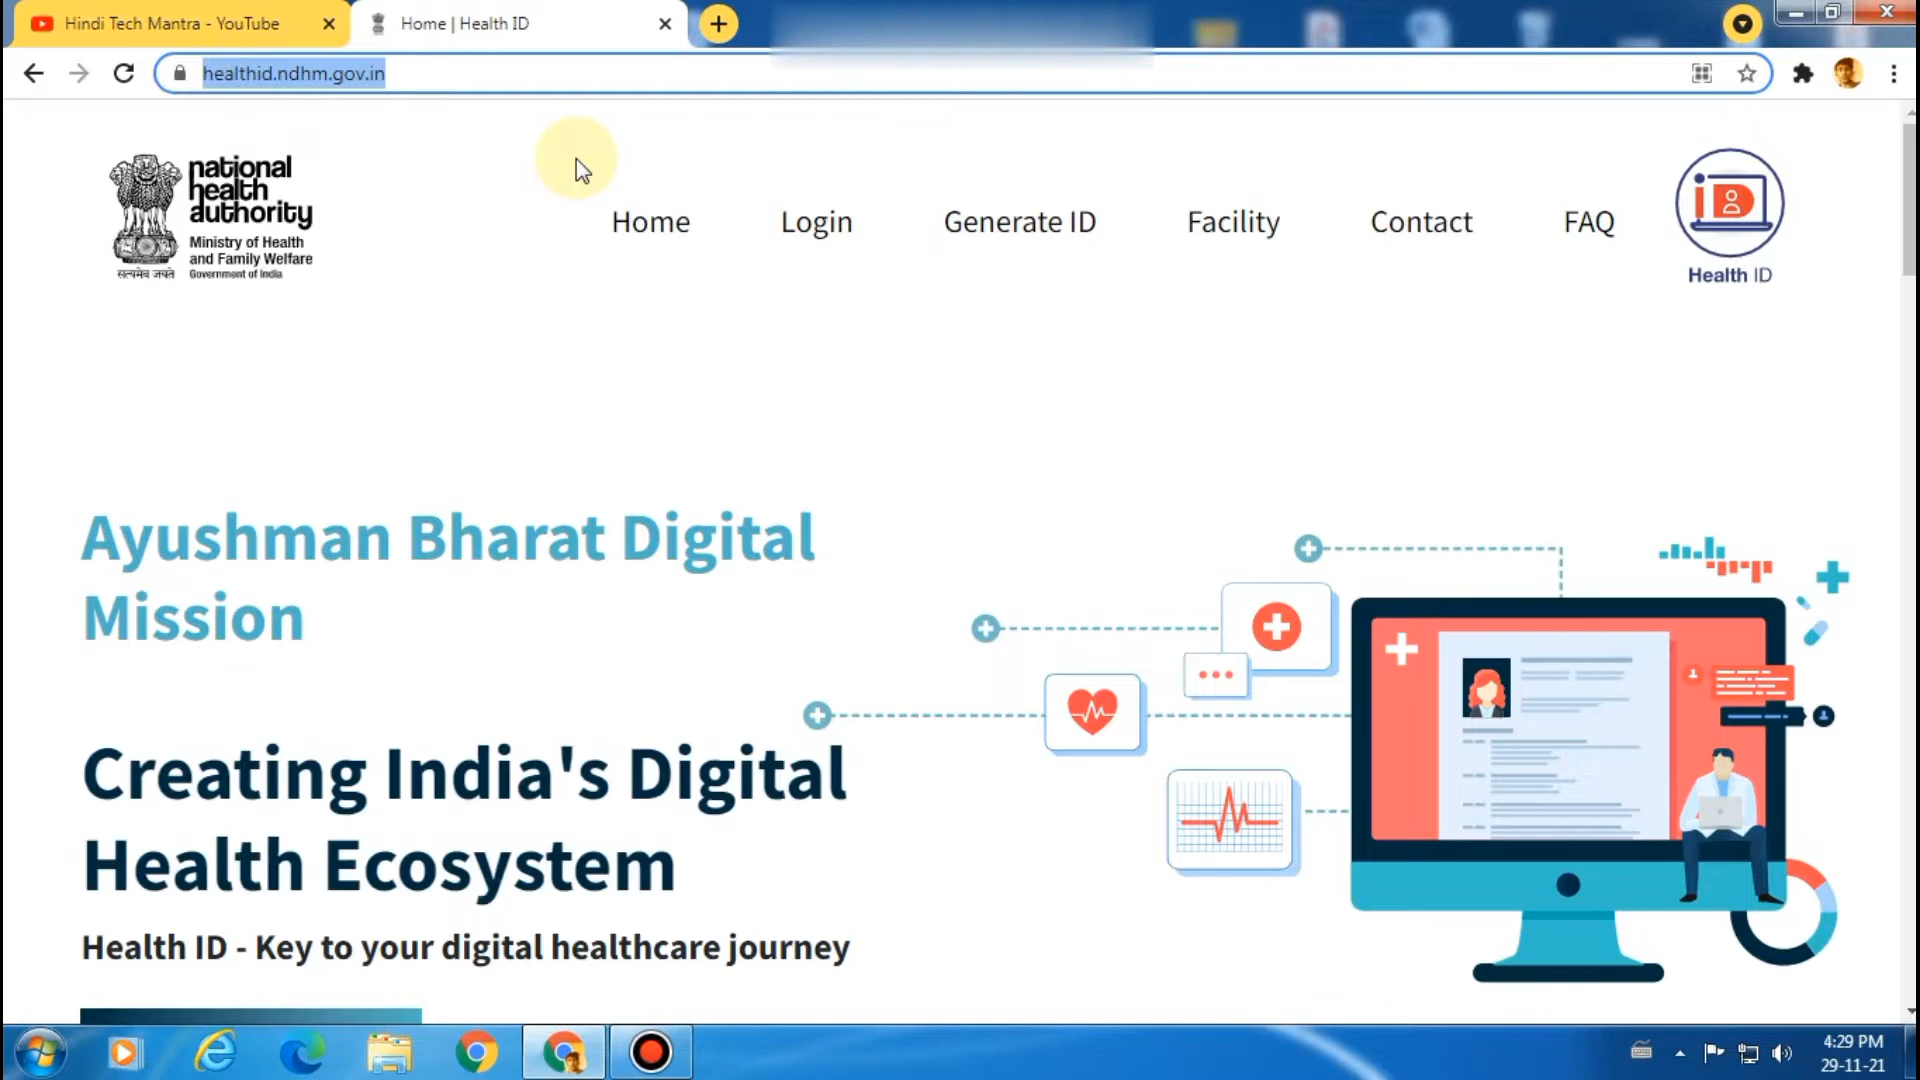 Hindi Tech Mantra - YouTube
Home | Health ID
healthid.ndhm.gov.in
national
health
authority
Ministry of Health
and Family Welfare
Government of India
सत्यमेव जयते
Home
Login
Generate ID
Facility
Contact
FAQ
iD
Health ID
Ayushman Bharat Digital
Mission
Creating India's Digital
Health Ecosystem
Health ID - Key to your digital healthcare journey
4:29 PM
29-11-21